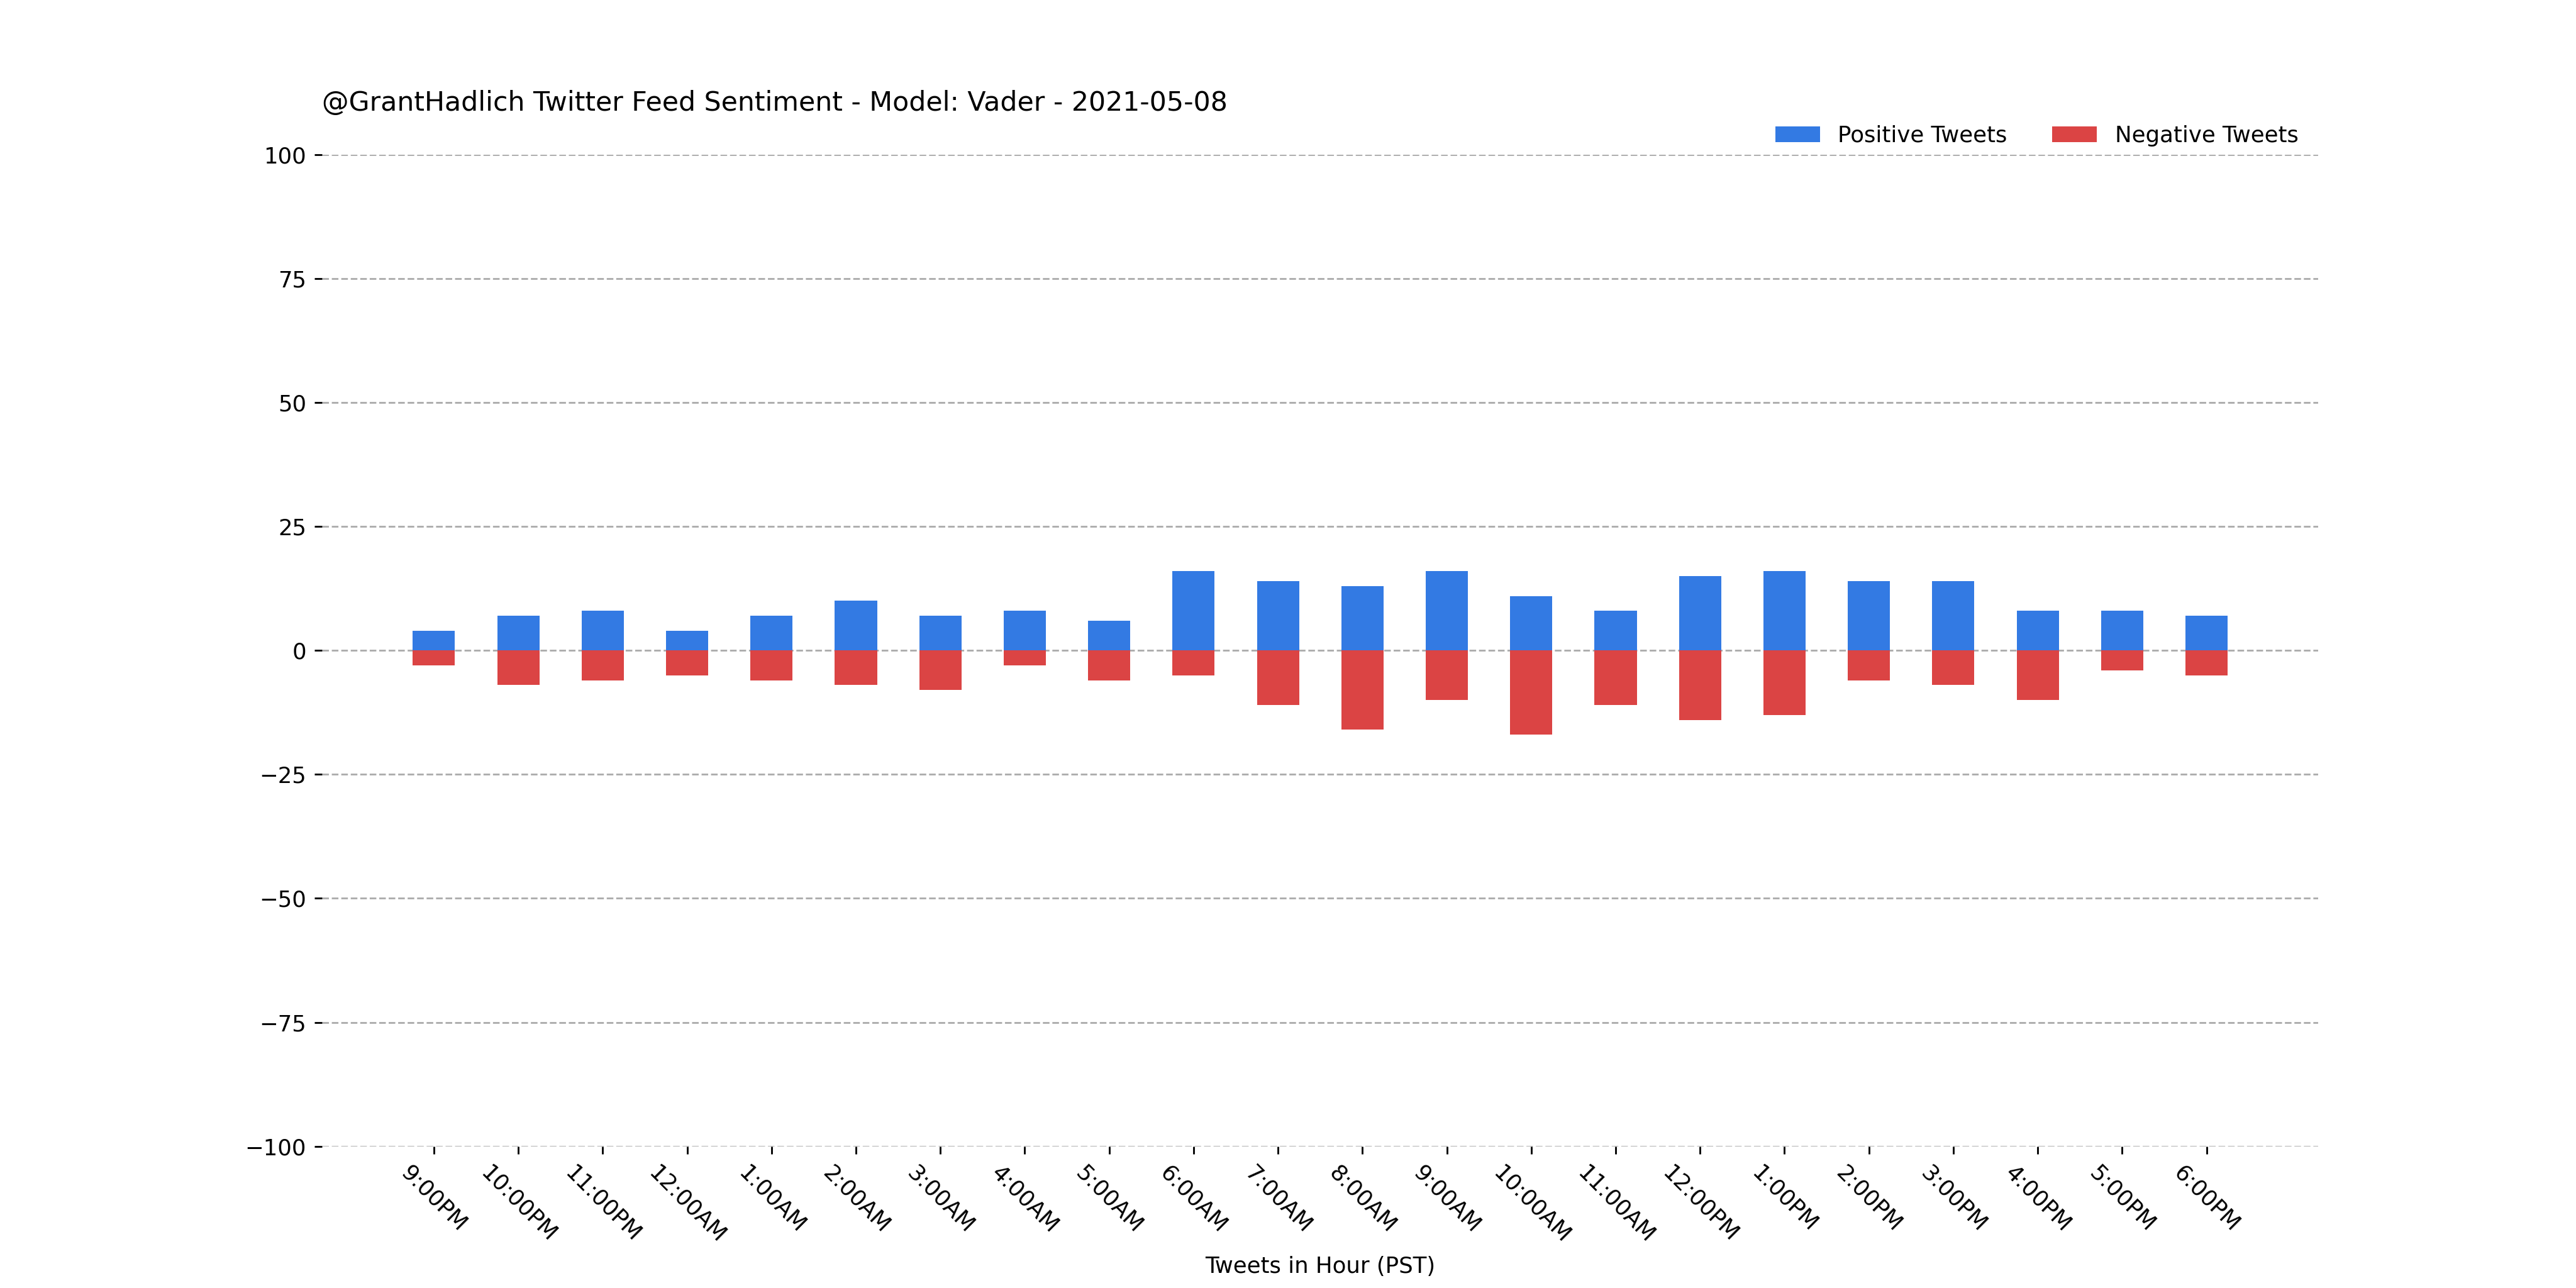 @GrantHadlich Twitter Feed Sentiment - Model: Vader - 2021-05-08
Positive Tweets
Negative Tweets
100
75
50
25
0
−25
−50
−75
−100
9:00PM
10:00PM
11:00PM
12:00AM
1:00AM
2:00AM
3:00AM
4:00AM
5:00AM
6:00AM
7:00AM
8:00AM
9:00AM
10:00AM
11:00AM
12:00PM
1:00PM
2:00PM
3:00PM
4:00PM
5:00PM
6:00PM
Tweets in Hour (PST)